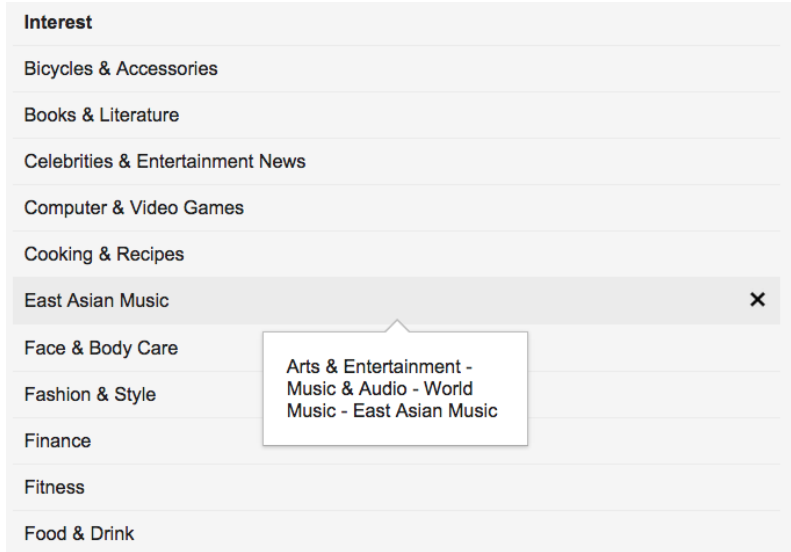 Interest
Bicycles & Accessories
Books & Literature
Celebrities & Entertainment News
Computer & Video Games
Cooking & Recipes
East Asian Music
Face & Body Care
Arts & Entertainment -
Music & Audio - World
Music - East Asian Music
Fashion & Style
Finance
Fitness
Food & Drink